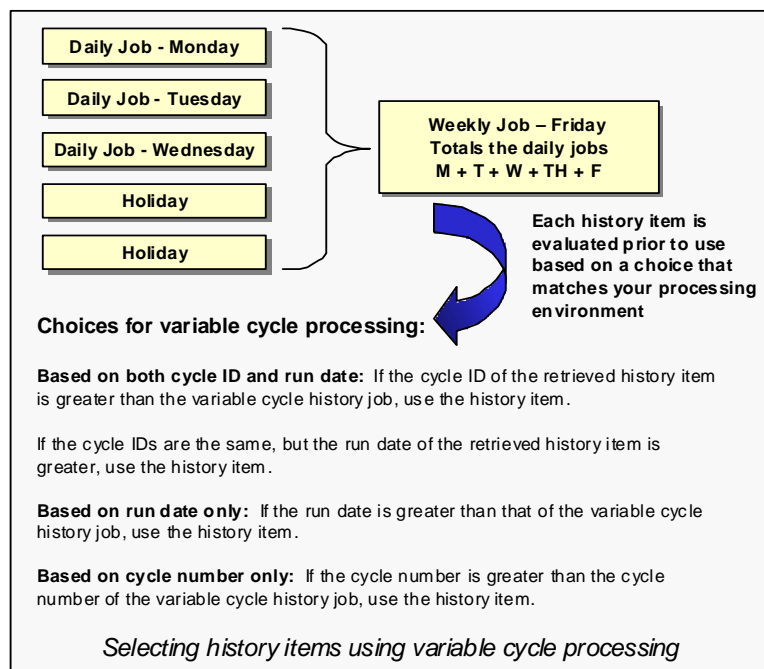 Daily Job - Monday
Daily Job - Tuesday
Daily Job - Wednesday
Holiday
Holiday
Weekly Job – Friday
Totals the daily jobs
M + T + W + TH + F
Each history item is
evaluated prior to use
based on a choice that
matches your processing
environment
Choices for variable cycle processing:
Based on both cycle ID and run date: If the cycle ID of the retrieved history item
is greater than the variable cycle history job, use the history item.
If the cycle IDs are the same, but the run date of the retrieved history item is
greater, use the history item.
Based on run date only: If the run date is greater than that of the variable cycle
history job, use the history item.
Based on cycle number only: If the cycle number is greater than the cycle
number of the variable cycle history job, use the history item.
Selecting history items using variable cycle processing